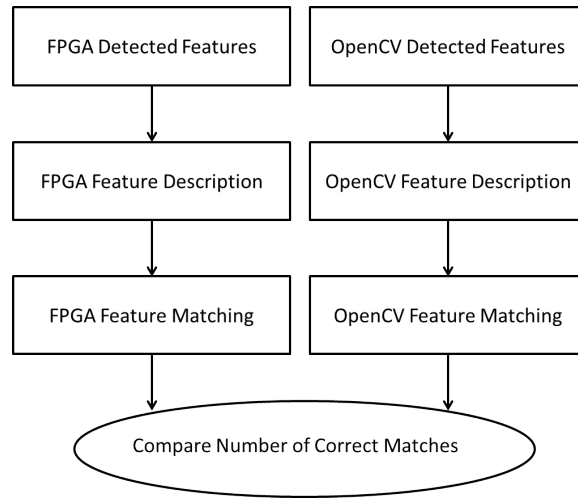 FPGA Detected Features
OpenCV Detected Features
FPGA Feature Description
OpenCV Feature Description
FPGA Feature Matching
OpenCV Feature Matching
Compare Number of Correct Matches